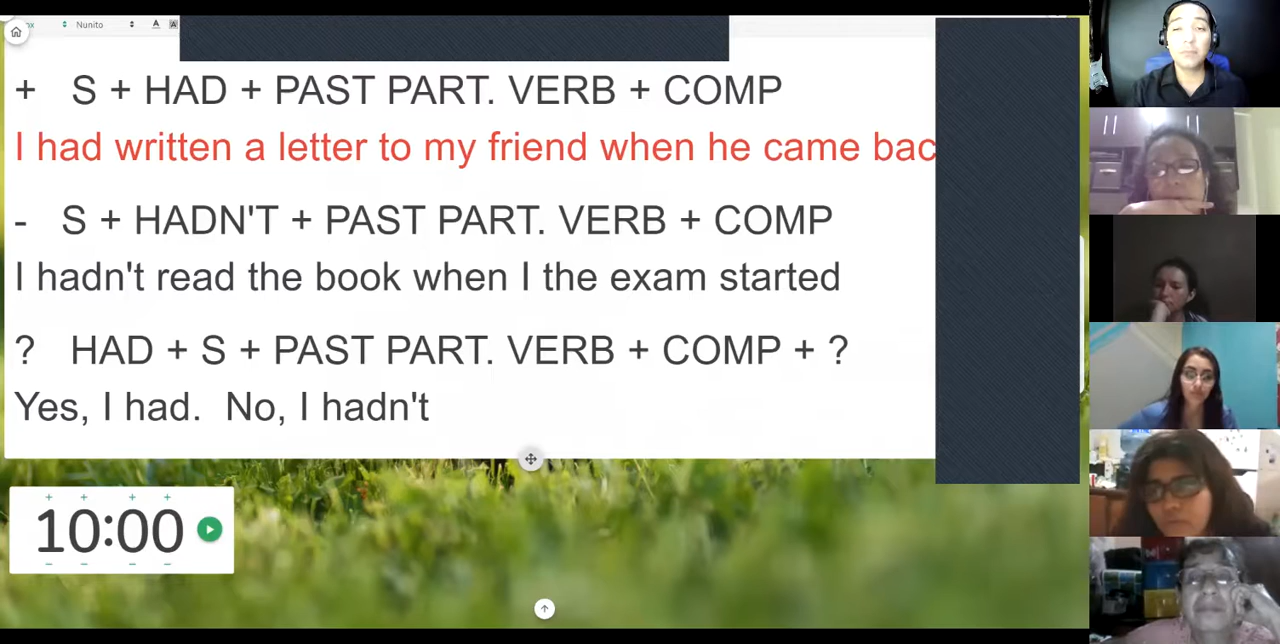 Nunito A A
+ S + HAD + PAST PART. VERB + COMP
I had written a letter to my friend when he came bac
- S + HADN'T + PAST PART. VERB + COMP
I hadn't read the book when I the exam started
? HAD + S + PAST PART. VERB + COMP + ?
Yes, I had. No, I hadn't
10:00